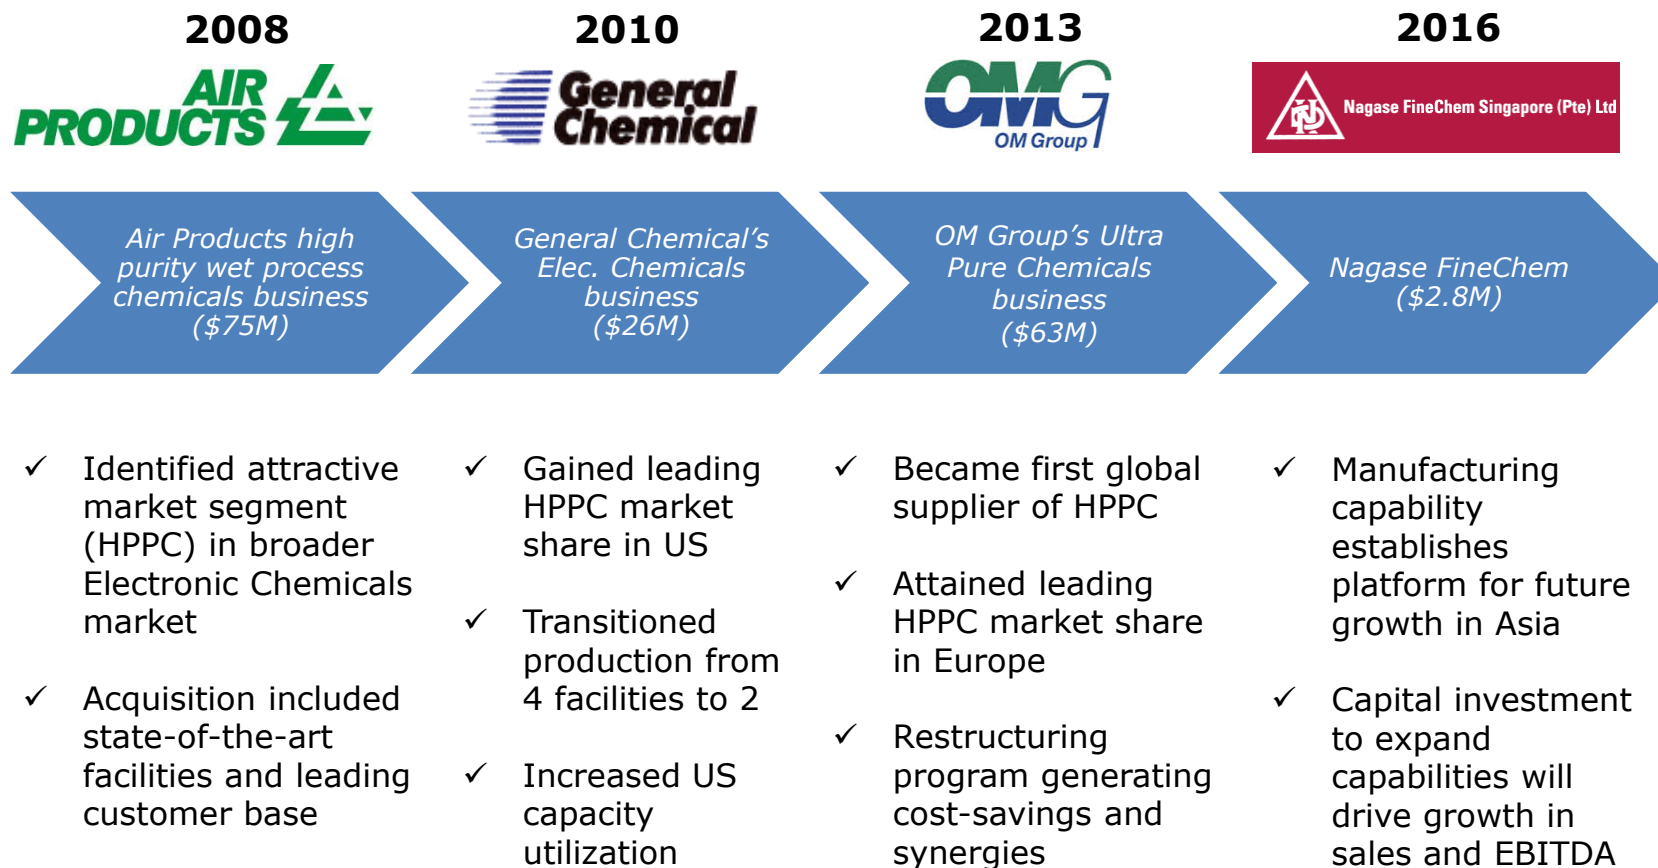 2008
AIR
PRODUCTS
Air Products high
purity wet process
chemicals business
($75M)
✓ Identified attractive
market segment
(HPPC) in broader
Electronic Chemicals
market
✓ Acquisition included
state-of-the-art
facilities and leading
customer base
2010
General
Chemical
General Chemical’s
Elec. Chemicals
business
($26M)
✓ Gained leading
HPPC market
share in US
✓ Transitioned
production from
4 facilities to 2
✓ Increased US
capacity
utilization
2013
OMG
OM Group
OM Group’s Ultra
Pure Chemicals
business
($63M)
✓ Became first global
supplier of HPPC
✓ Attained leading
HPPC market share
in Europe
✓ Restructuring
program generating
cost-savings and
synergies
2016
Nagase FineChem Singapore (Pte) Ltd
Nagase FineChem
($2.8M)
✓ Manufacturing
capability
establishes
platform for future
growth in Asia
✓ Capital investment
to expand
capabilities will
drive growth in
sales and EBITDA